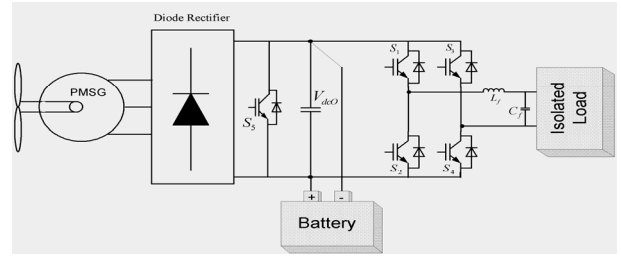 Diode Rectifier
PMSG
S5
VdcO
S1
S3
S2
S4
Lf
Cf
Isolated
Load
+ -
Battery